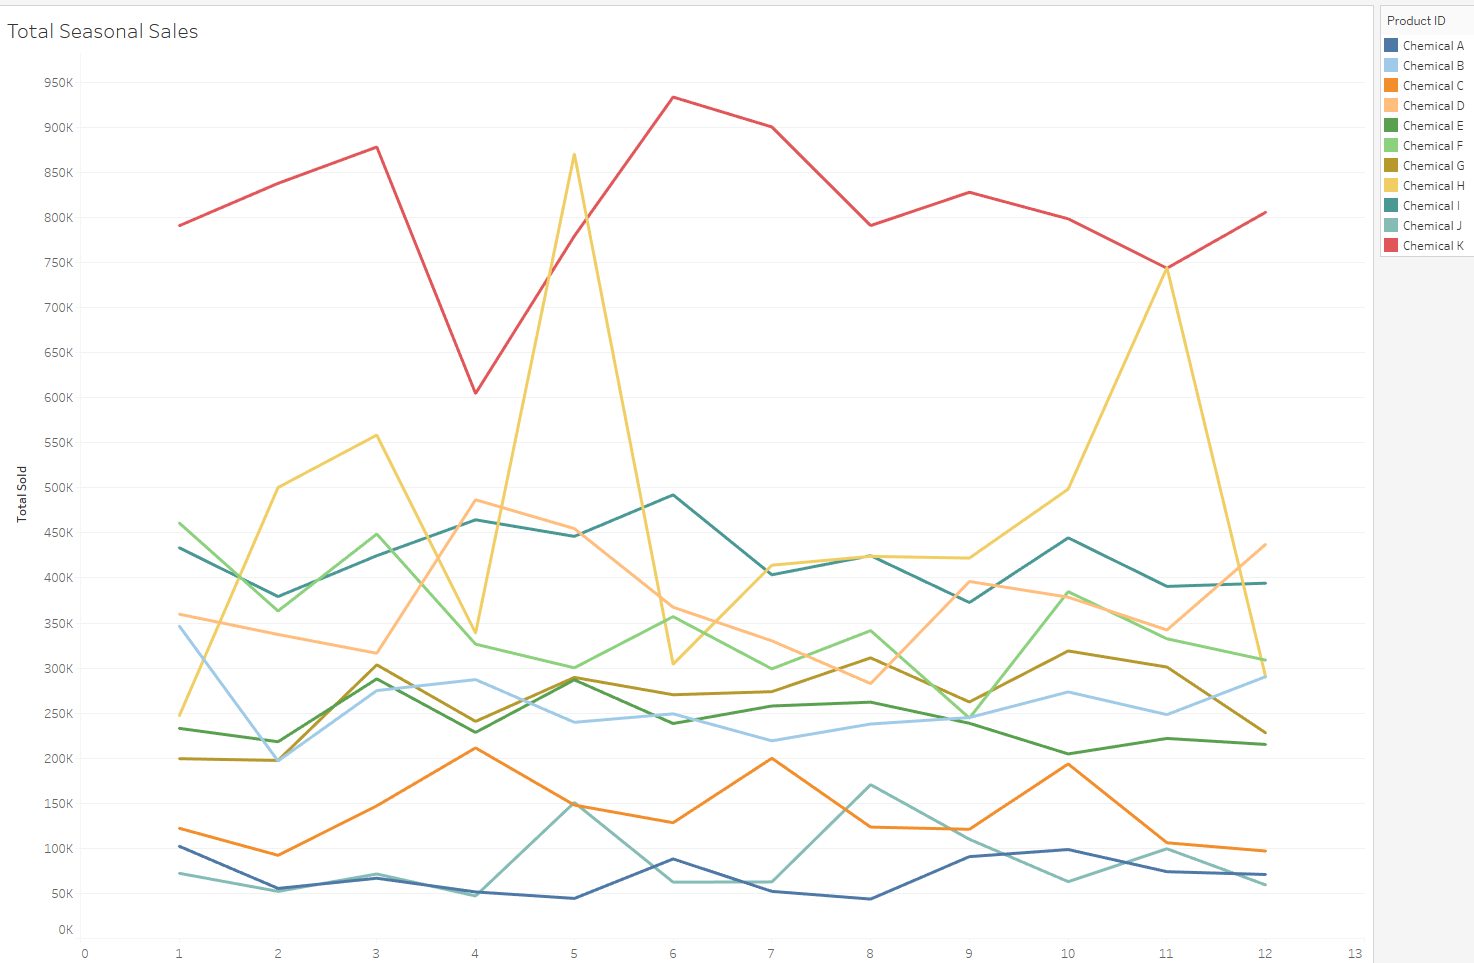 Total Seasonal Sales
Product ID
Chemical A
Chemical B
Chemical C
Chemical D
Chemical E
Chemical F
Chemical G
Chemical H
Chemical I
Chemical J
Chemical K
Total Sold
950K
900K
850K
800K
750K
700K
650K
600K
550K
500K
450K
400K
350K
300K
250K
200K
150K
100K
50K
0K
0 1 2 3 4 5 6 7 8 9 10 11 12 13